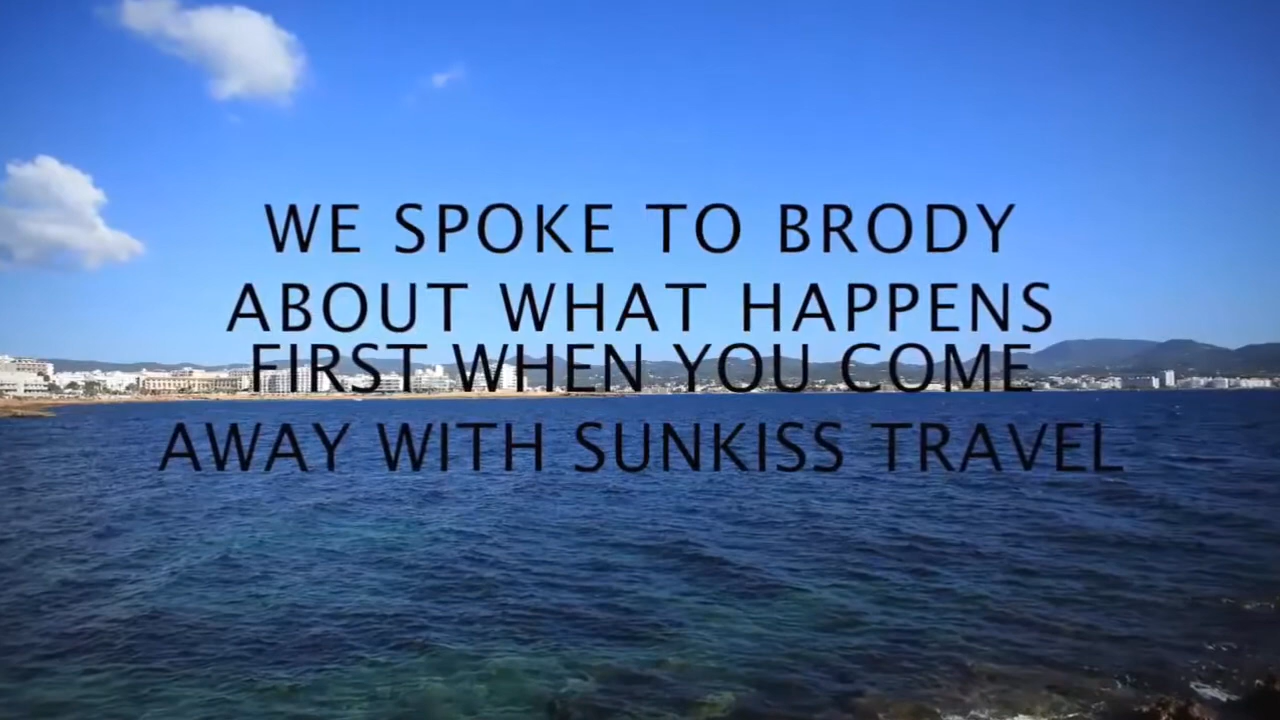 WE SPOKE TO BRODY
ABOUT WHAT HAPPENS
FIRST WHEN YOU COME
AWAY WITH SUNKISS TRAVEL